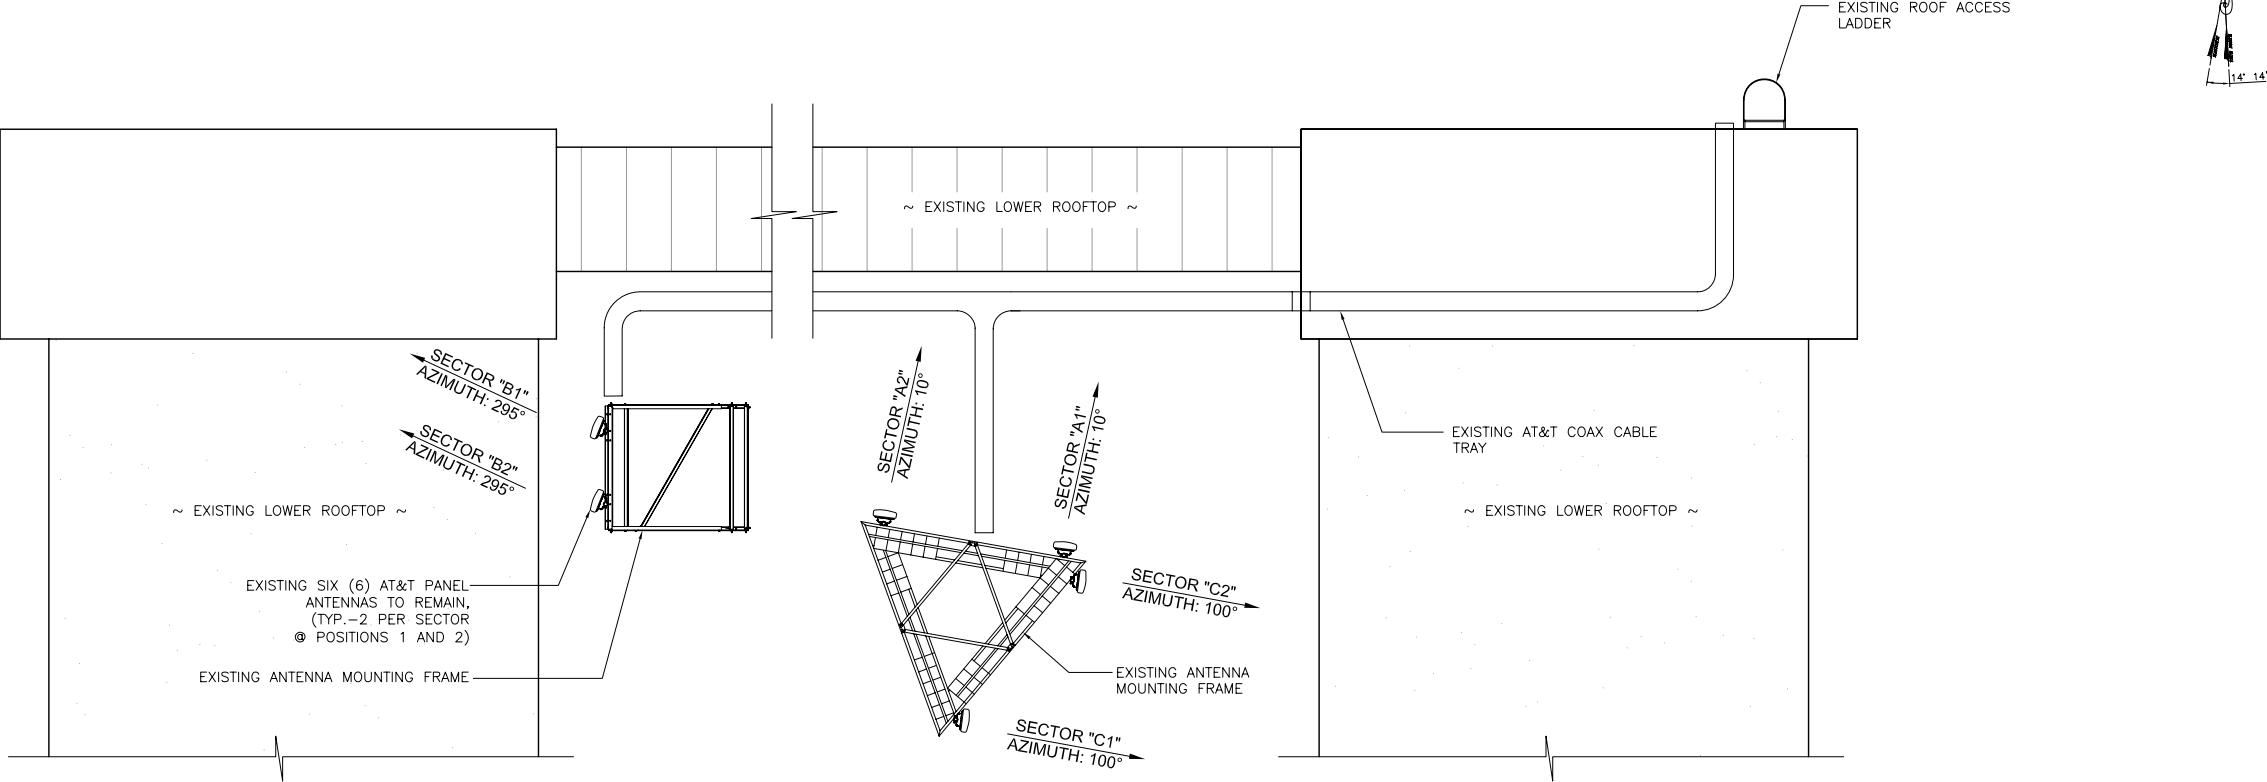 EXISTING ROOF ACCESS
LADDER
14° 14'
~ EXISTING LOWER ROOFTOP ~
SECTOR "B1"
AZIMUTH: 295°
SECTOR "B2"
AZIMUTH: 295°
SECTOR "A2"
AZIMUTH: 10°
SECTOR "A1"
AZIMUTH: 10°
EXISTING AT&T COAX CABLE
TRAY
~ EXISTING LOWER ROOFTOP ~
~ EXISTING LOWER ROOFTOP ~
EXISTING SIX (6) AT&T PANEL
ANTENNAS TO REMAIN,
(TYP.-2 PER SECTOR
@ POSITIONS 1 AND 2)
SECTOR "C2"
AZIMUTH: 100°
EXISTING ANTENNA MOUNTING FRAME
EXISTING ANTENNA
MOUNTING FRAME
SECTOR "C1"
AZIMUTH: 100°